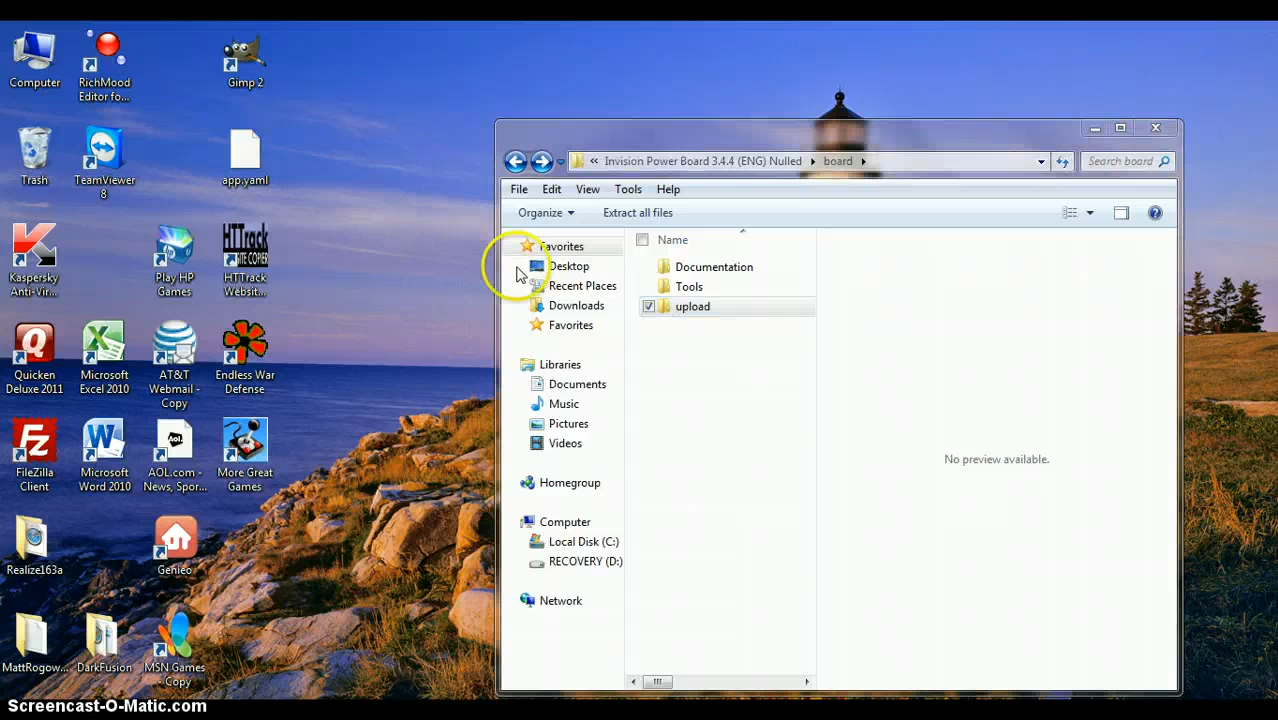 Computer
RichMood
Editor fo...
Gimp 2
Trash
TeamViewer
8
app.yaml
Kaspersky
Anti-Vir...
Play HP
Games
HTTrack
SITE COPIER
HTTrack
Websit...
Quicken
Deluxe 2011
Microsoft
Excel 2010
AT&T
Webmail -
Copy
Endless War
Defense
FileZilla
Client
Microsoft
Word 2010
Aol.
AOL.com -
News, Spor...
More Great
Games
Realize163a
Genieo
MattRogow...
DarkFusion
MSN Games
- Copy
« Invision Power Board 3.4.4 (ENG) Nulled board
Search board
File Edit View Tools Help
Organize Extract all files
Favorites
Desktop
Recent Places
Downloads
Favorites
Libraries
Documents
Music
Pictures
Videos
Homegroup
Computer
Local Disk (C:)
RECOVERY (D:)
Network
Name
Documentation
Tools
upload
No preview available.
Screencast-O-Matic.com